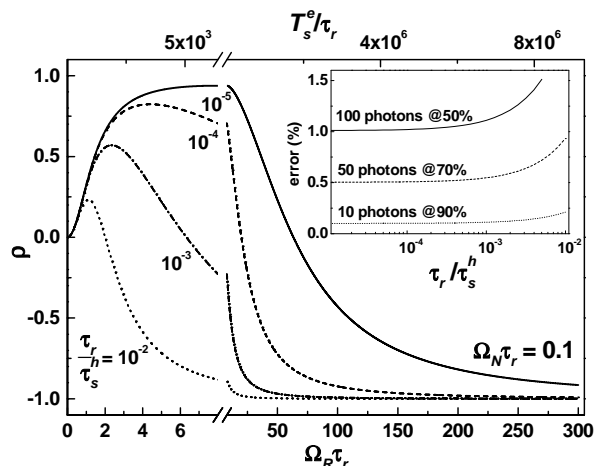 T_s^e/τ_r
5x10^3 4x10^6 8x10^6
1.0
0.5
0.0
-0.5
-1.0
ρ
10^-5
10^-4
10^-3
τ_r/τ_s^h = 10^-2
Ω_N τ_r = 0.1
1.5
1.0
0.5
0.0
error (%)
100 photons @50%
50 photons @70%
10 photons @90%
10^-4 10^-3 10^-2
τ_r/τ_s^h
0 2 4 6 50 100 150 200 250 300
Ω_R τ_r